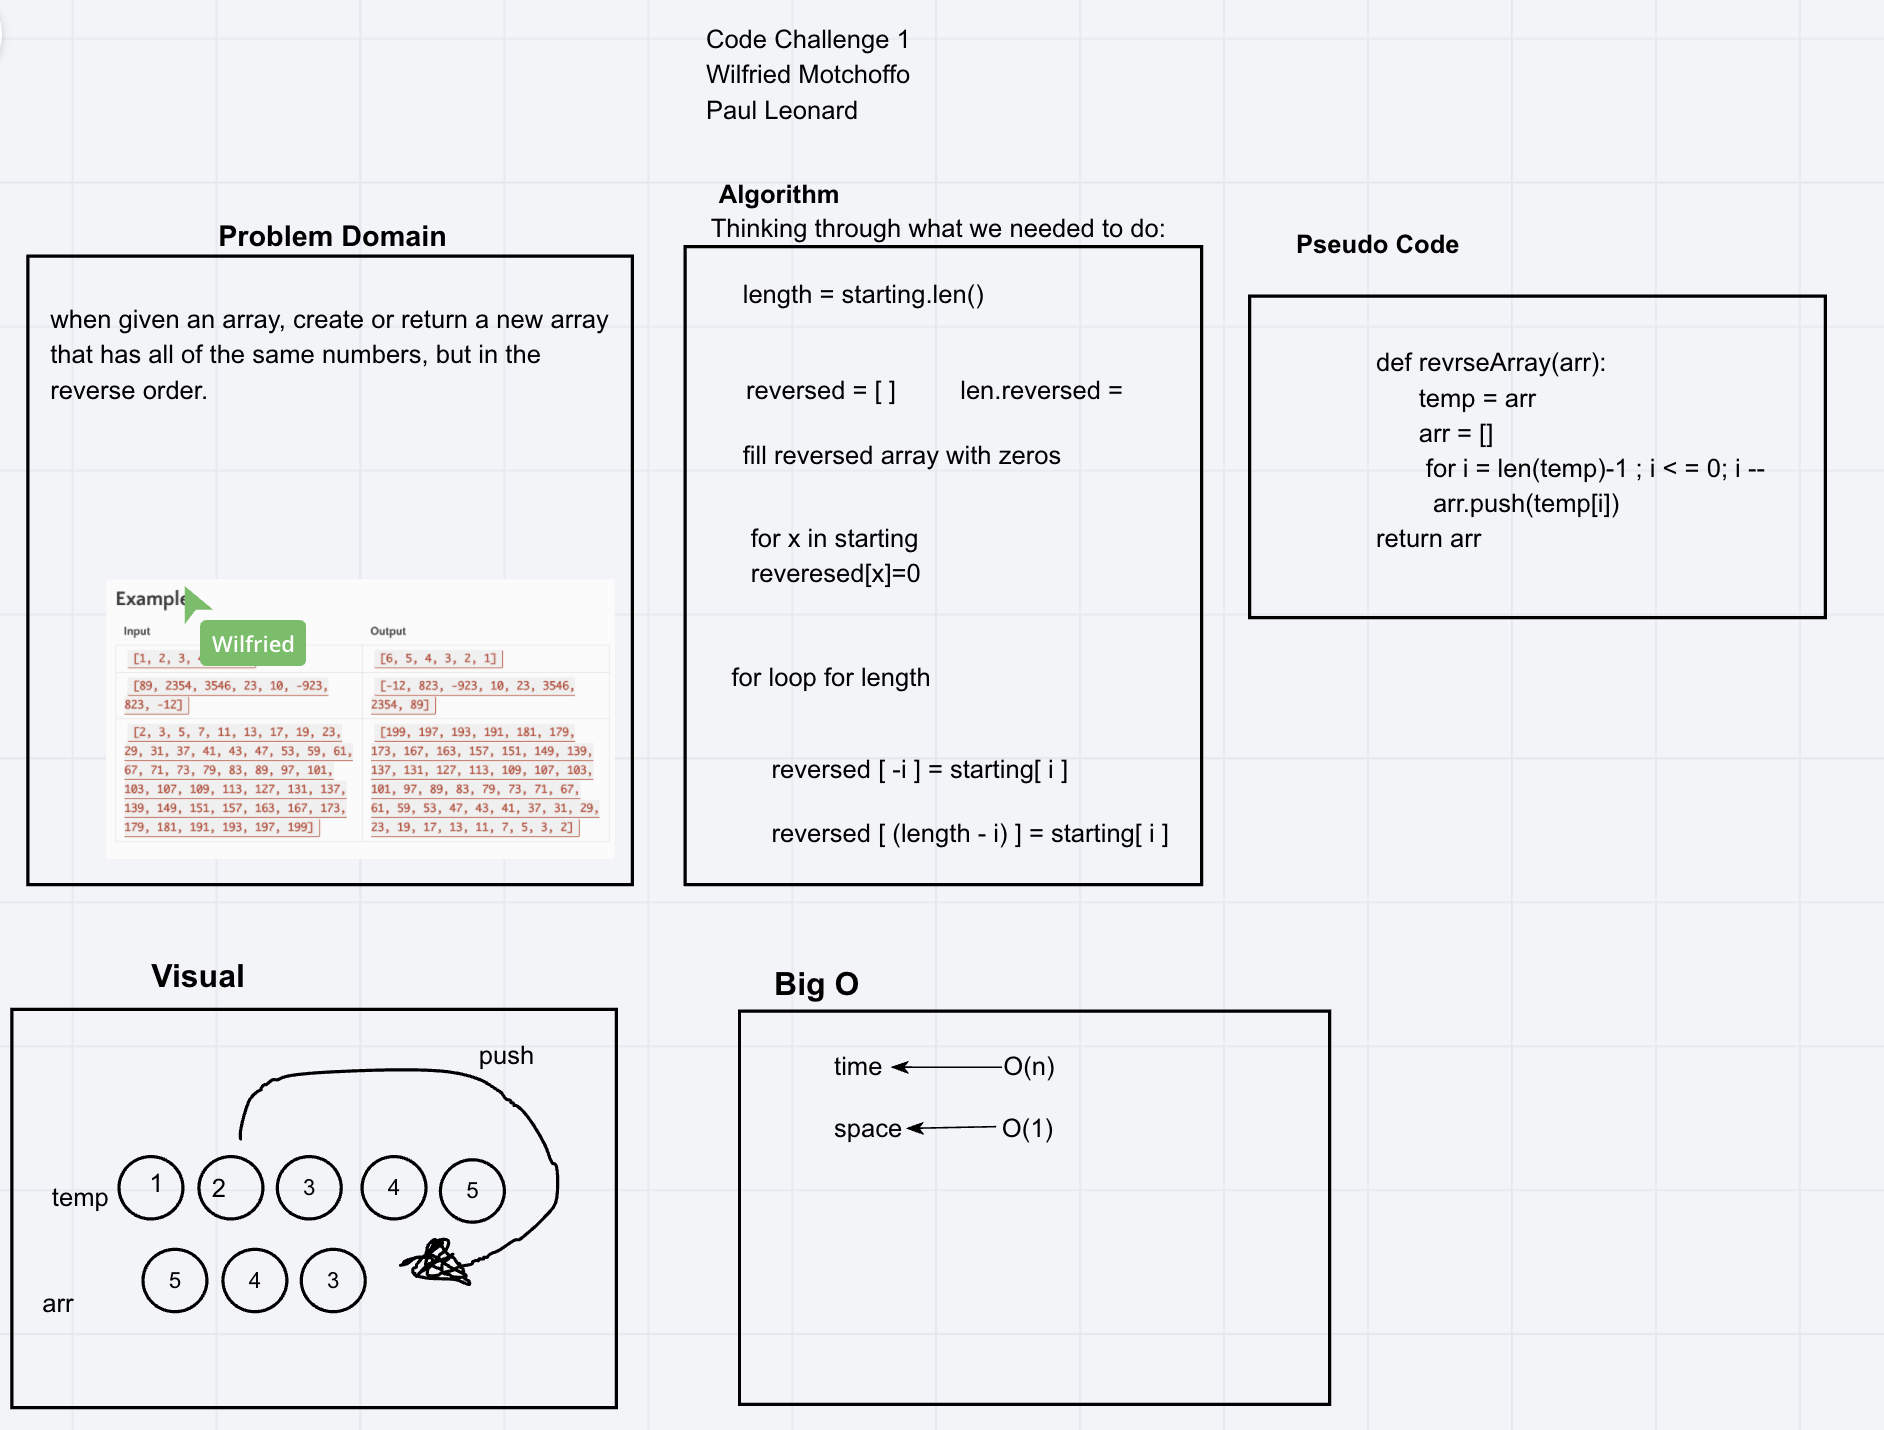 Code Challenge 1
Wilfried Motchoffo
Paul Leonard
Problem Domain
when given an array, create or return a new array
that has all of the same numbers, but in the
reverse order.
Example
Wilfried
Input Output
[1, 2, 3, [6, 5, 4, 3, 2, 1]
[89, 2354, 3546, 23, 10, -923, [-12, 823, -923, 10, 23, 3546,
823, -12] 2354, 89]
[2, 3, 5, 7, 11, 13, 17, 19, 23, [199, 197, 193, 191, 181, 179,
29, 31, 37, 41, 43, 47, 53, 59, 61, 173, 167, 163, 157, 151, 149, 139,
67, 71, 73, 79, 83, 89, 97, 101, 137, 131, 127, 113, 109, 107, 103,
103, 107, 109, 113, 127, 131, 137, 101, 97, 89, 83, 79, 73, 71, 67,
139, 149, 151, 157, 163, 167, 173, 61, 59, 53, 47, 43, 41, 37, 31, 29,
179, 181, 191, 193, 197, 199] 23, 19, 17, 13, 11, 7, 5, 3, 2]
Algorithm
Thinking through what we needed to do:
length = starting.len()
reversed = [ ] len.reversed =
fill reversed array with zeros
for x in starting
reveresed[x]=0
for loop for length
reversed [ -i ] = starting[ i ]
reversed [ (length - i) ] = starting[ i ]
Pseudo Code
def revrseArray(arr):
temp = arr
arr = []
for i = len(temp)-1 ; i < = 0; i --
arr.push(temp[i])
return arr
Visual
push
temp 1 2 3 4 5
arr 5 4 3
Big O
time O(n)
space O(1)